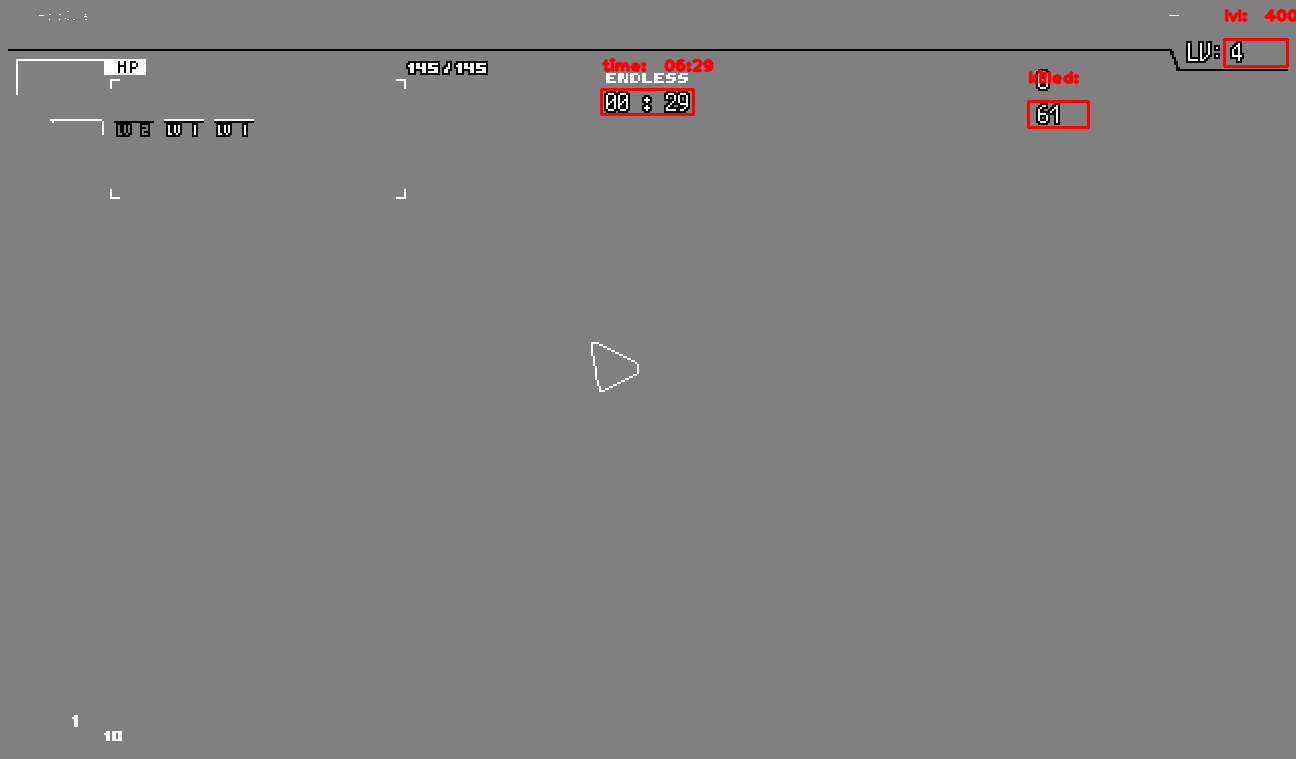 lvl: 400
LV: 4
HP 145/145
time: 06:29
ENDLESS
00 : 29
killed:
0
61
LV 2 LV 1 LV 1
1
10